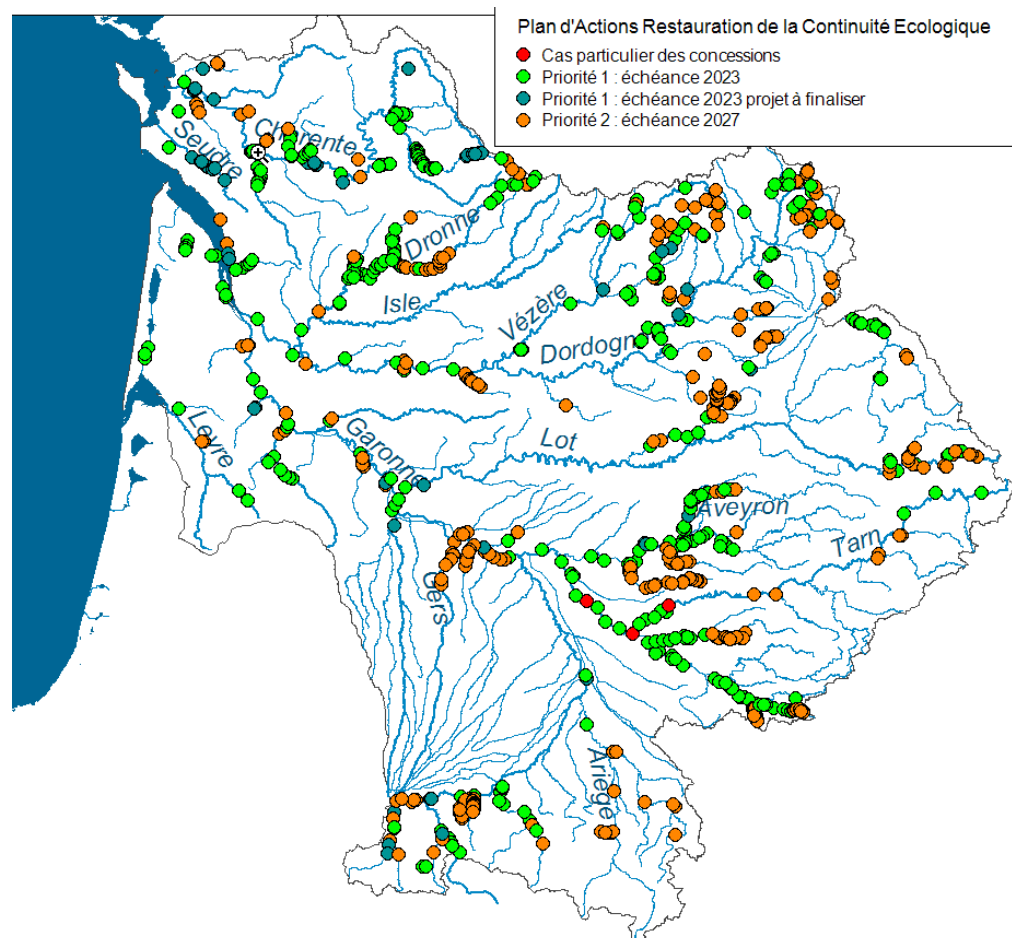 Plan d'Actions Restauration de la Continuité Ecologique
Cas particulier des concessions
Priorité 1 : échéance 2023
Priorité 1 : échéance 2023 projet à finaliser
Priorité 2 : échéance 2027
Charente
Seudre
Dronne
Isle
Vézère
Dordogn
Leyre
Garonne
Lot
Aveyron
Tarn
Gers
Ariège